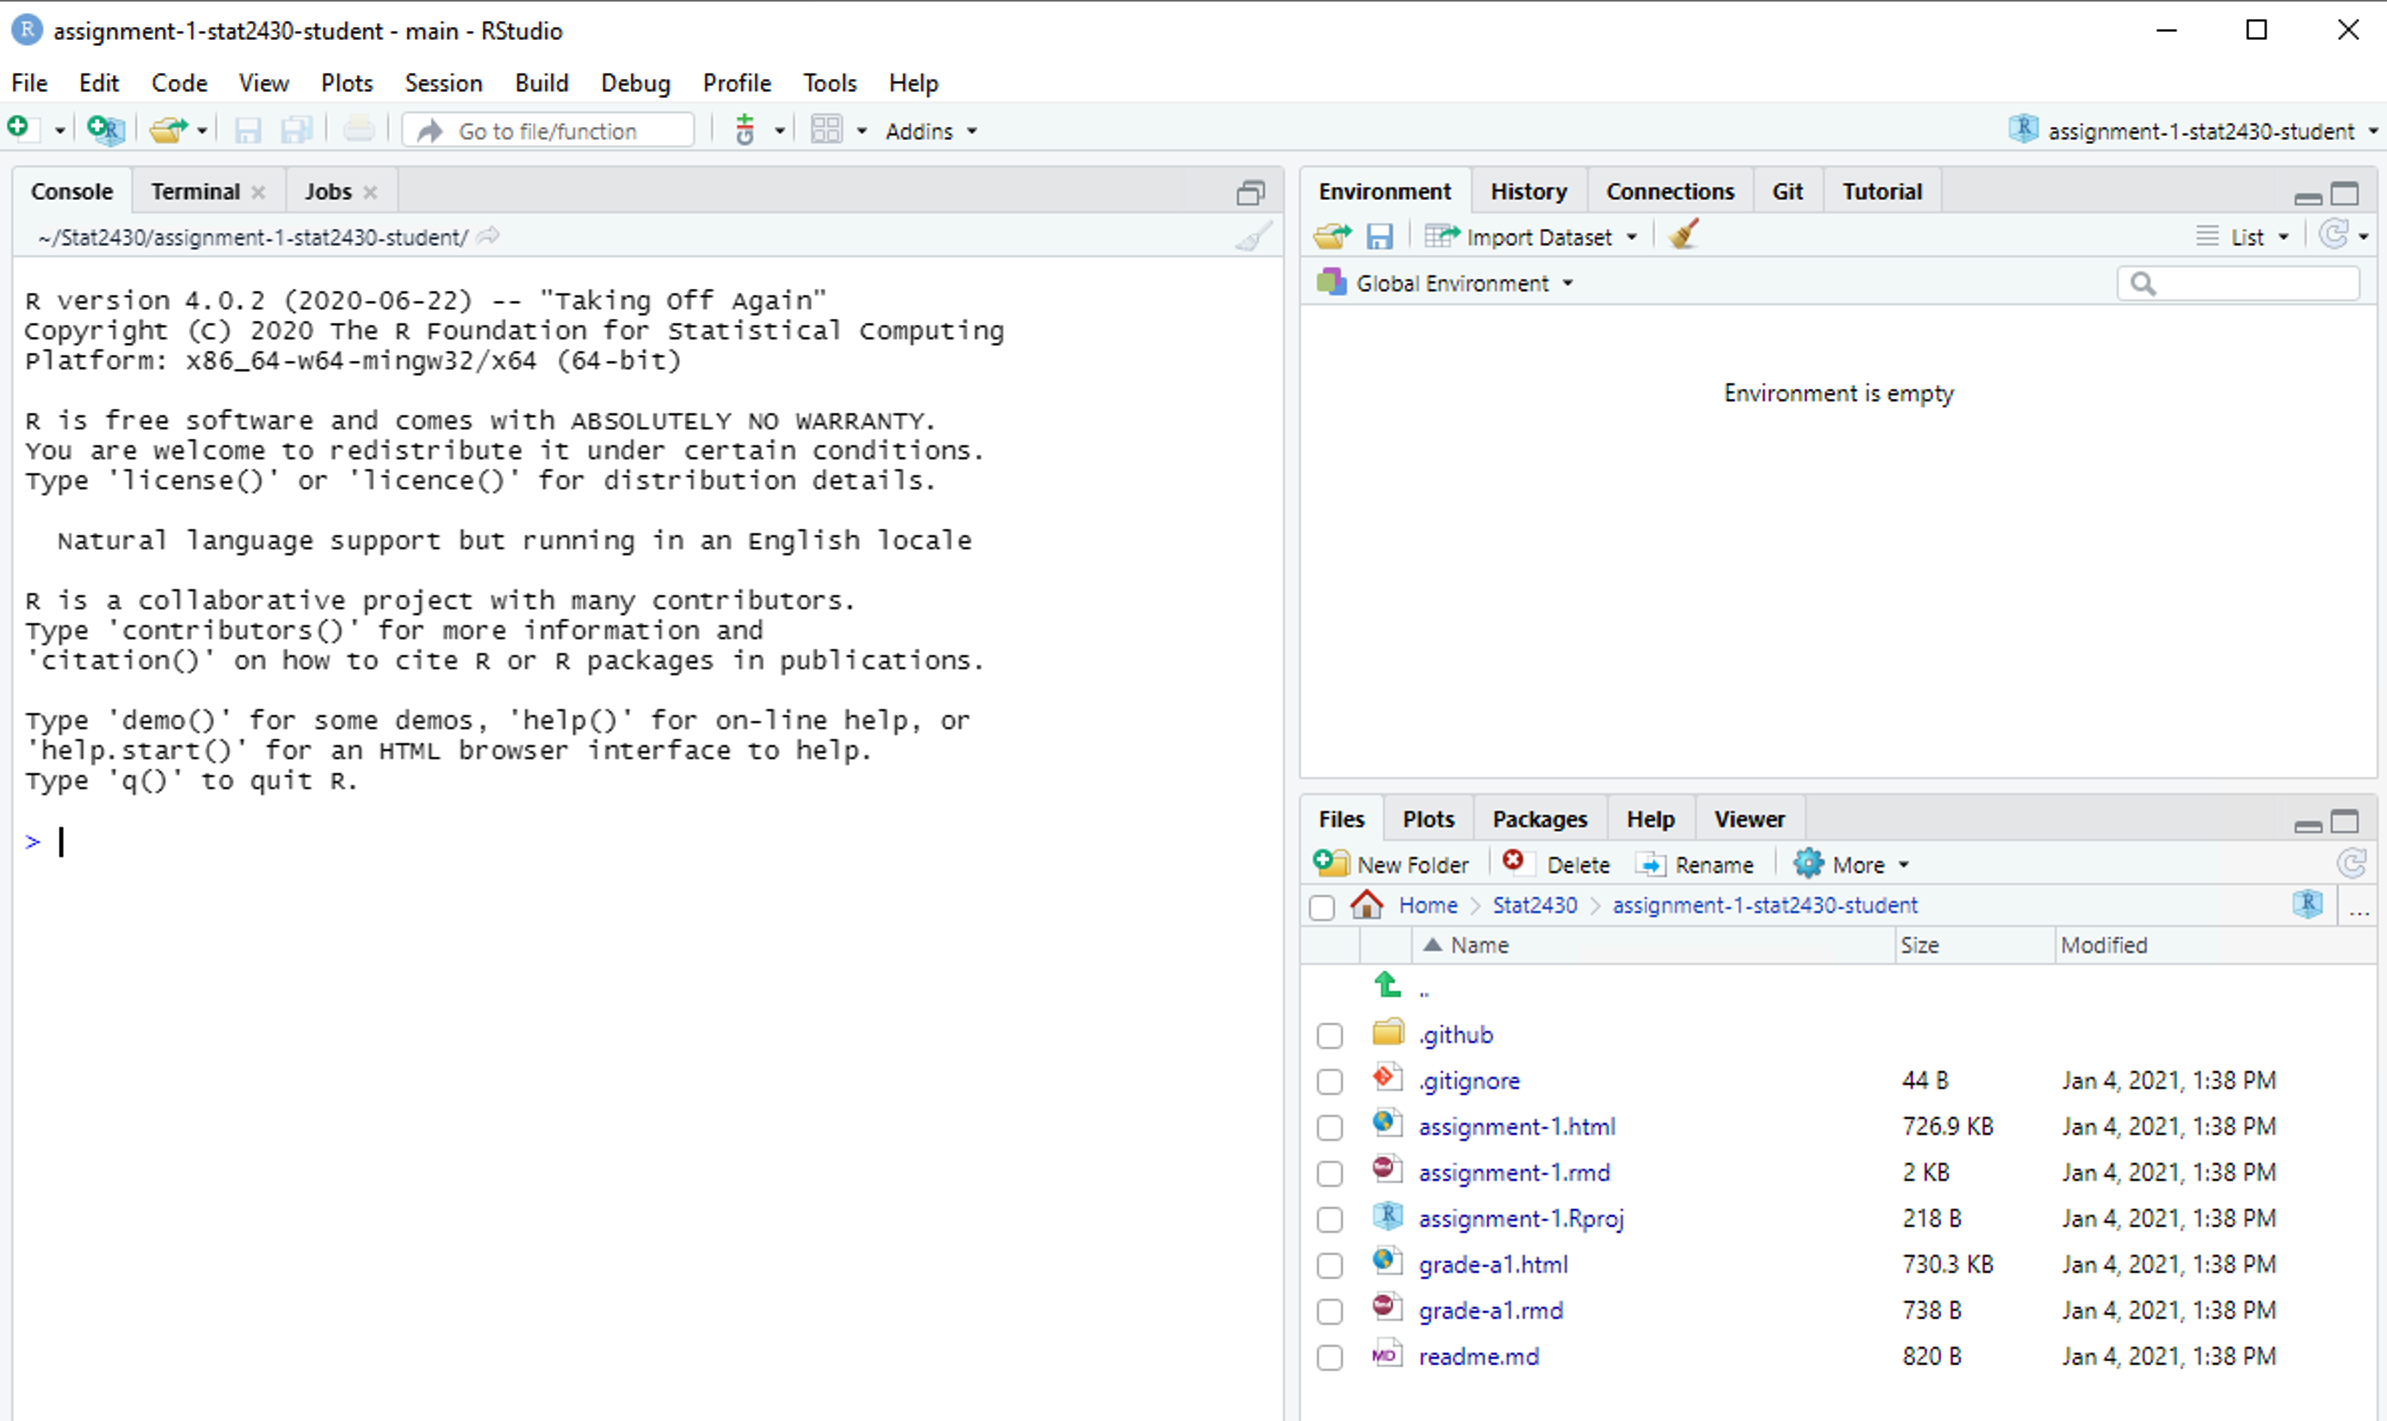 assignment-1-stat2430-student - main - RStudio
File Edit Code View Plots Session Build Debug Profile Tools Help
Go to file/function Addins assignment-1-stat2430-student
Console Terminal Jobs
~/Stat2430/assignment-1-stat2430-student/
R version 4.0.2 (2020-06-22) -- "Taking Off Again"
Copyright (C) 2020 The R Foundation for Statistical Computing
Platform: x86_64-w64-mingw32/x64 (64-bit)
R is free software and comes with ABSOLUTELY NO WARRANTY.
You are welcome to redistribute it under certain conditions.
Type 'license()' or 'licence()' for distribution details.
Natural language support but running in an English locale
R is a collaborative project with many contributors.
Type 'contributors()' for more information and
'citation()' on how to cite R or R packages in publications.
Type 'demo()' for some demos, 'help()' for on-line help, or
'help.start()' for an HTML browser interface to help.
Type 'q()' to quit R.
>
Environment History Connections Git Tutorial
Import Dataset List
Global Environment
Environment is empty
Files Plots Packages Help Viewer
New Folder Delete Rename More
Home > Stat2430 > assignment-1-stat2430-student R ...
Name Size Modified
..
.github
.gitignore 44 B Jan 4, 2021, 1:38 PM
assignment-1.html 726.9 KB Jan 4, 2021, 1:38 PM
assignment-1.rmd 2 KB Jan 4, 2021, 1:38 PM
assignment-1.Rproj 218 B Jan 4, 2021, 1:38 PM
grade-a1.html 730.3 KB Jan 4, 2021, 1:38 PM
grade-a1.rmd 738 B Jan 4, 2021, 1:38 PM
readme.md 820 B Jan 4, 2021, 1:38 PM